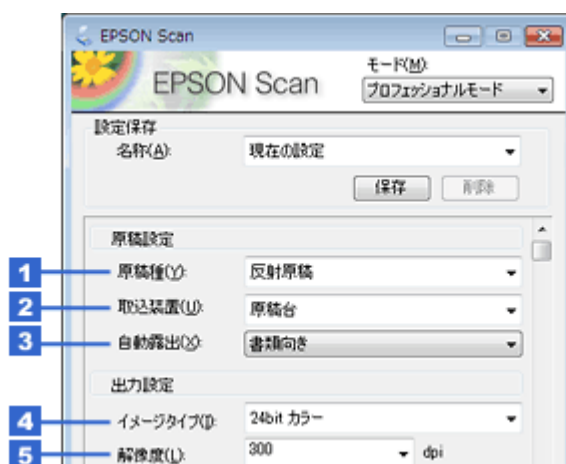 EPSON Scan
EPSON Scan
モード(M):
プロフェッショナルモード
設定保存
名称(A):
現在の設定
保存
削除
原稿設定
1
原稿種(Y):
反射原稿
2
取込装置(U):
原稿台
3
自動露出(X):
書類向き
出力設定
4
イメージタイプ(I):
24bit カラー
5
解像度(L):
300
dpi